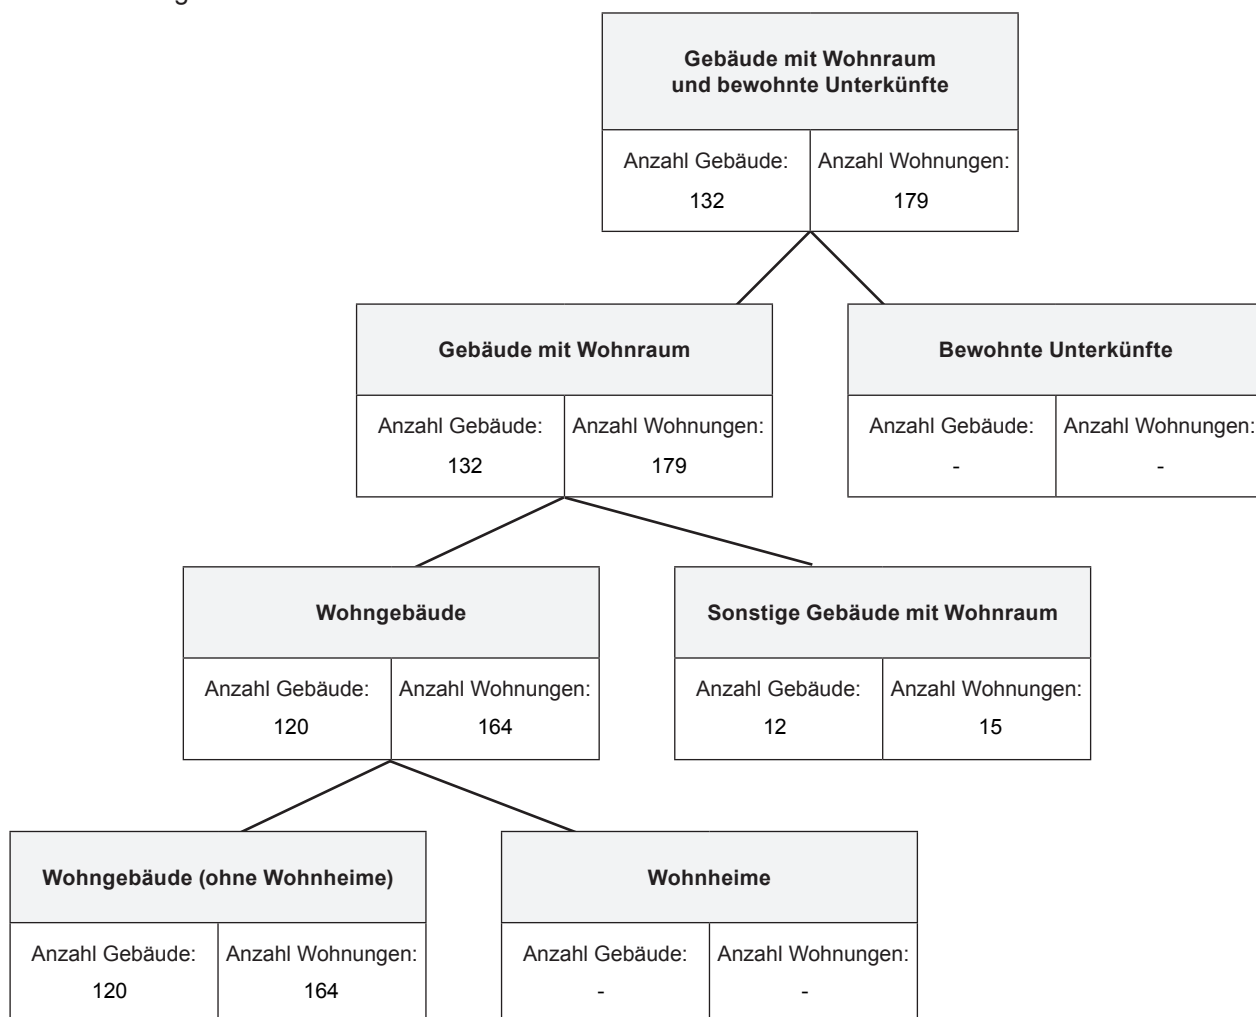 Gebäude mit Wohnraum
und bewohnte Unterkünfte
Anzahl Gebäude: Anzahl Wohnungen:
132 179
Gebäude mit Wohnraum
Anzahl Gebäude: Anzahl Wohnungen:
132 179
Bewohnte Unterkünfte
Anzahl Gebäude: Anzahl Wohnungen:
- -
Wohngebäude
Anzahl Gebäude: Anzahl Wohnungen:
120 164
Sonstige Gebäude mit Wohnraum
Anzahl Gebäude: Anzahl Wohnungen:
12 15
Wohngebäude (ohne Wohnheime)
Anzahl Gebäude: Anzahl Wohnungen:
120 164
Wohnheime
Anzahl Gebäude: Anzahl Wohnungen:
- -